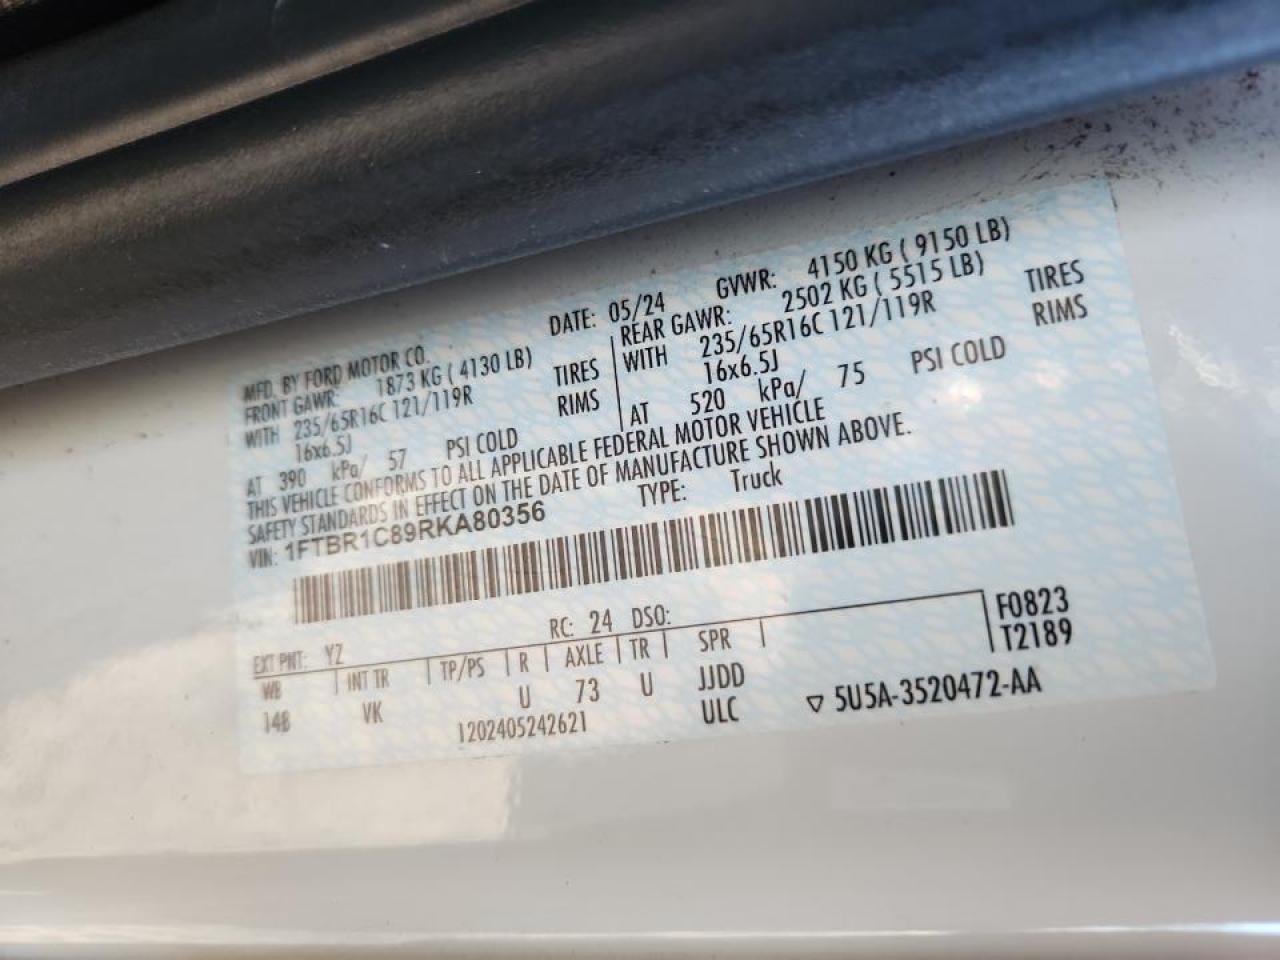 MFD. BY FORD MOTOR CO.
DATE: 05/24 GVWR: 4150 KG ( 9150 LB)
FRONT GAWR: 1873 KG ( 4130 LB)
WITH 235/65R16C 121/119R TIRES
16x6.5J RIMS
AT 390 kPa/ 57 PSI COLD
REAR GAWR: 2502 KG ( 5515 LB)
WITH 235/65R16C 121/119R TIRES
16x6.5J RIMS
AT 520 kPa/ 75 PSI COLD
THIS VEHICLE CONFORMS TO ALL APPLICABLE FEDERAL MOTOR VEHICLE
SAFETY STANDARDS IN EFFECT ON THE DATE OF MANUFACTURE SHOWN ABOVE.
VIN: 1FTBR1C89RKA80356 TYPE: Truck
F0823
T2189
EXT PNT: YZ RC: 24 DSO:
WB INT TR TP/PS R AXLE TR SPR
148 VK U 73 U JJDD
1202405242621 ULC ▽ 5U5A-3520472-AA